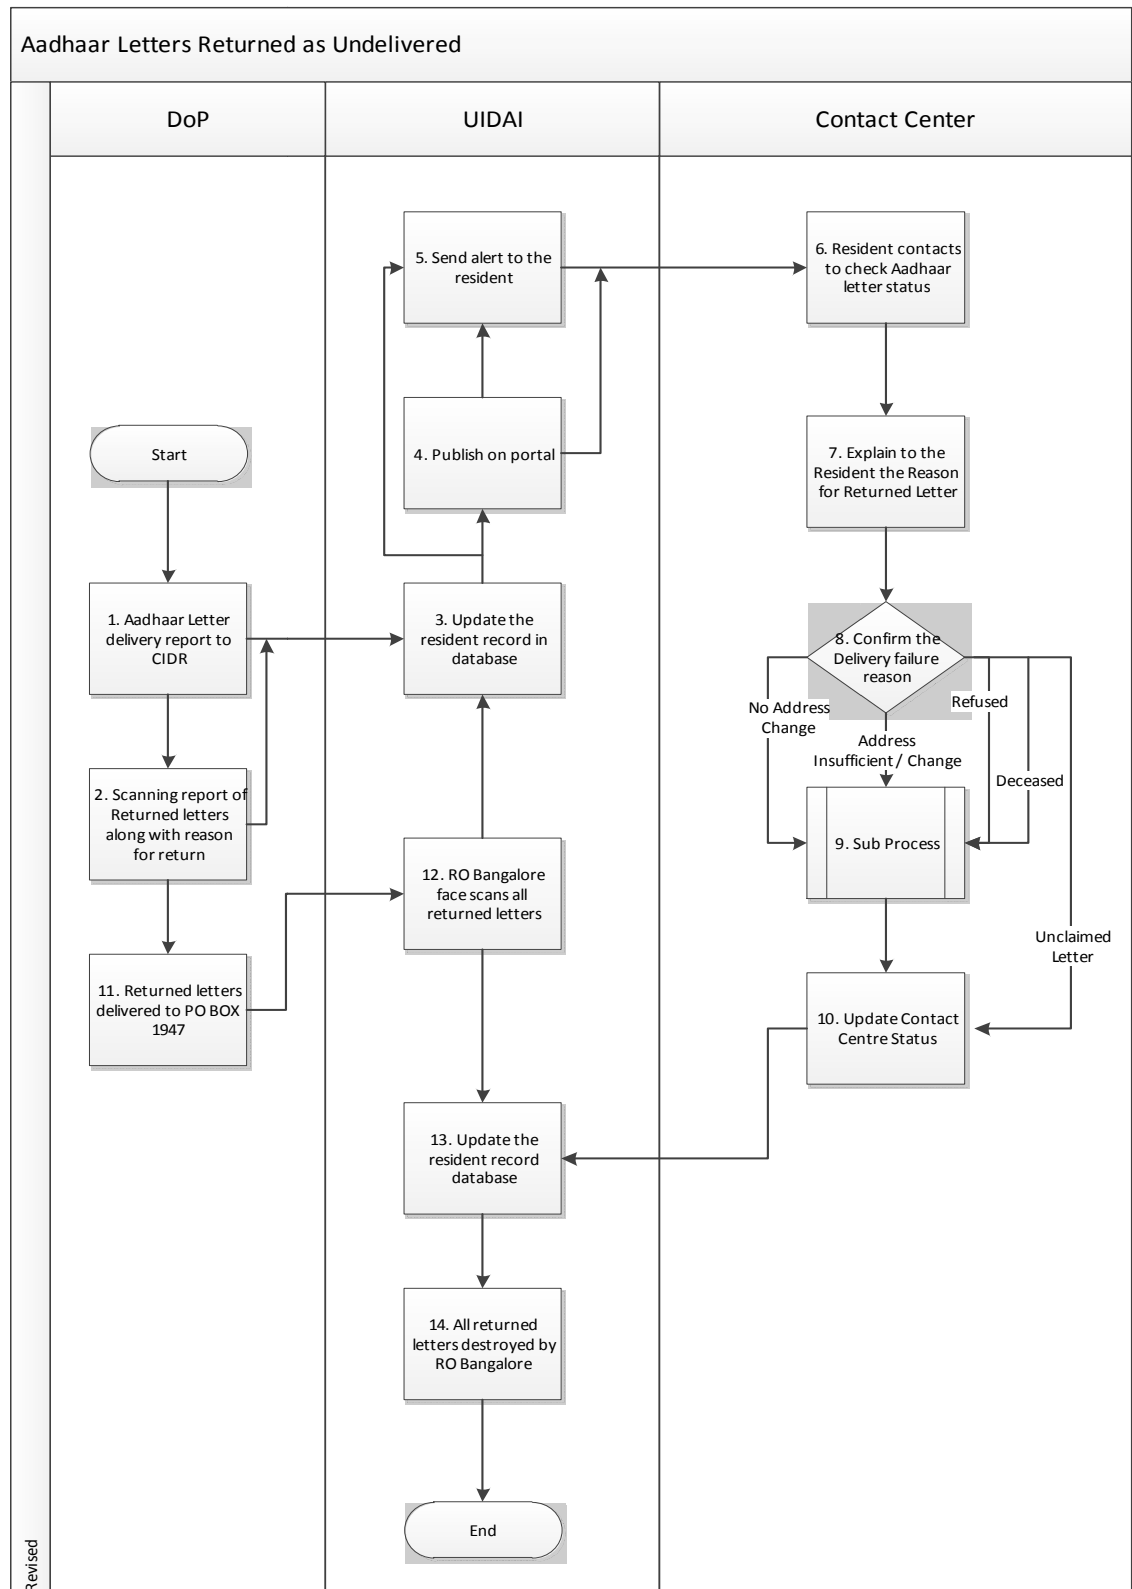 Aadhaar Letters Returned as Undelivered
DoP
UIDAI
Contact Center
Start
1. Aadhaar Letter
delivery report to
CIDR
2. Scanning report of
Returned letters
along with reason
for return
11. Returned letters
delivered to PO BOX
1947
5. Send alert to the
resident
4. Publish on portal
3. Update the
resident record in
database
12. RO Bangalore
face scans all
returned letters
13. Update the
resident record
database
14. All returned
letters destroyed by
RO Bangalore
End
6. Resident contacts
to check Aadhaar
letter status
7. Explain to the
Resident the Reason
for Returned Letter
8. Confirm the
Delivery failure
reason
No Address
Change
Address
Insufficient / Change
Refused
Deceased
Unclaimed
Letter
9. Sub Process
10. Update Contact
Centre Status
Revised